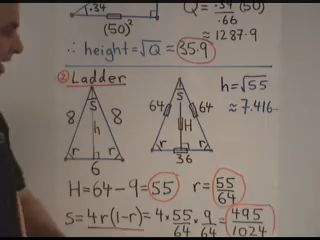 .34
(50)²
Q = .34/.66 (50)
≈ 1287.9
∴ height = √Q ≈ 35.9
② Ladder
S
8 8
h
r r
6
S
64 64
H
r r
36
h = √55
≈ 7.416
H = 64 − 9 = 55 r = 55/64
S = 4r(1−r) = 4 × 55/64 × 9/64 = 495/1024